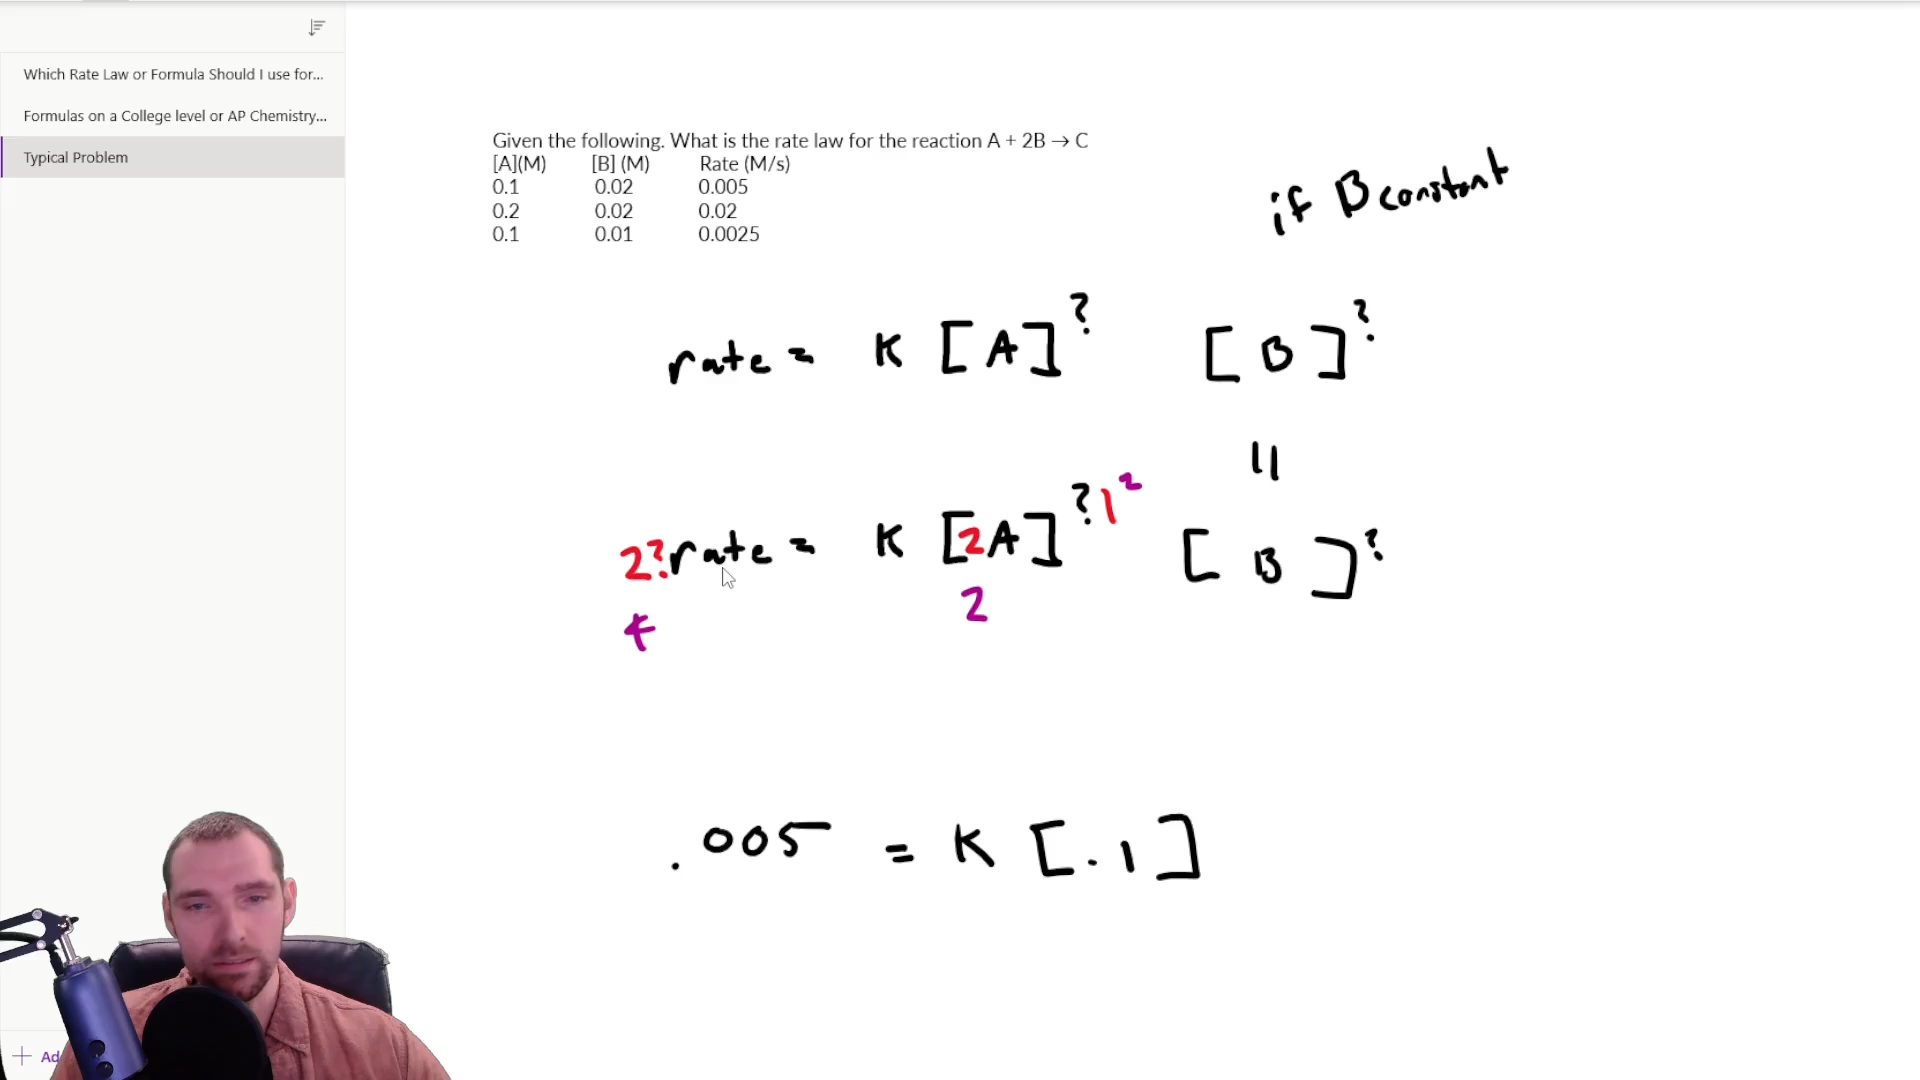 Which Rate Law or Formula Should I use for...
Formulas on a College level or AP Chemistry...
Typical Problem
Given the following. What is the rate law for the reaction A + 2B → C
[A](M) [B] (M) Rate (M/s)
0.1 0.02 0.005
0.2 0.02 0.02
0.1 0.01 0.0025
if B constant
rate = K [A]? [B]?
||
2? rate = K [2A]? 1 2 [B]?
4 2
.005 = K [.1]
+ Ad